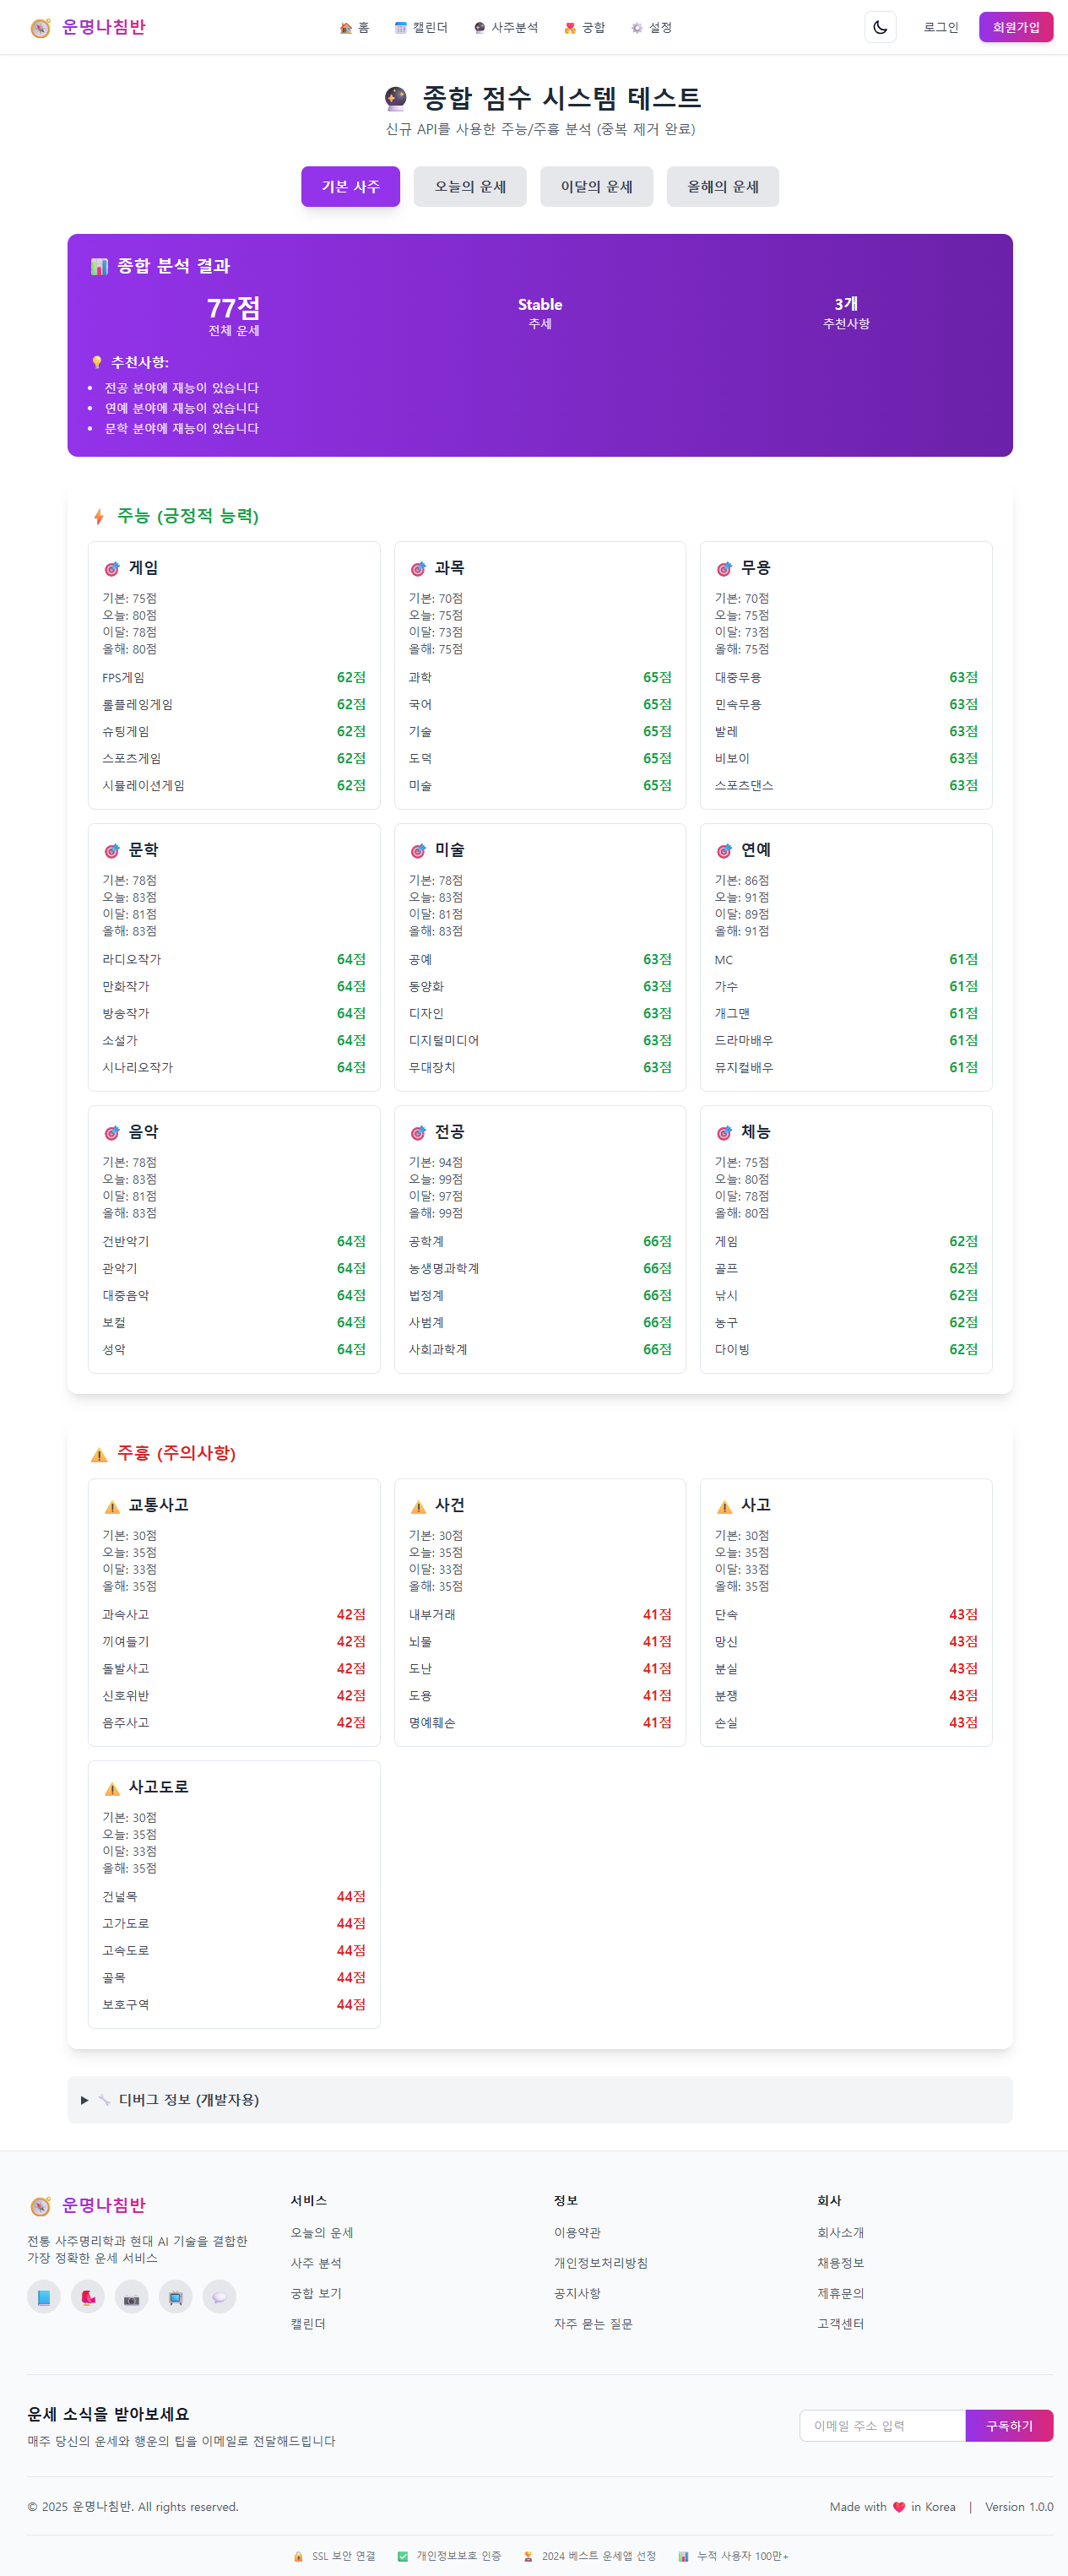 운명나침반
홈 캘린더 사주분석 궁합 설정
로그인 회원가입
종합 점수 시스템 테스트
신규 API를 사용한 주능/주흉 분석 (중복 제거 완료)
기본 사주 오늘의 운세 이달의 운세 올해의 운세
종합 분석 결과
77점 Stable 3개
전체 운세 추세 추천사항
추천사항:
• 전공 분야에 재능이 있습니다
• 연예 분야에 재능이 있습니다
• 문학 분야에 재능이 있습니다
주능 (긍정적 능력)
게임
기본: 75점
오늘: 80점
이달: 78점
올해: 80점
FPS게임 62점
롤플레잉게임 62점
슈팅게임 62점
스포츠게임 62점
시뮬레이션게임 62점
과목
기본: 70점
오늘: 75점
이달: 73점
올해: 75점
과학 65점
국어 65점
기술 65점
도덕 65점
미술 65점
무용
기본: 70점
오늘: 75점
이달: 73점
올해: 75점
대중무용 63점
민속무용 63점
발레 63점
비보이 63점
스포츠댄스 63점
문학
기본: 78점
오늘: 83점
이달: 81점
올해: 83점
라디오작가 64점
만화작가 64점
방송작가 64점
소설가 64점
시나리오작가 64점
미술
기본: 78점
오늘: 83점
이달: 81점
올해: 83점
공예 63점
동양화 63점
디자인 63점
디지털미디어 63점
무대장치 63점
연예
기본: 86점
오늘: 91점
이달: 89점
올해: 91점
MC 61점
가수 61점
개그맨 61점
드라마배우 61점
뮤지컬배우 61점
음악
기본: 78점
오늘: 83점
이달: 81점
올해: 83점
건반악기 64점
관악기 64점
대중음악 64점
보컬 64점
성악 64점
전공
기본: 94점
오늘: 99점
이달: 97점
올해: 99점
공학계 66점
농생명과학계 66점
법정계 66점
사범계 66점
사회과학계 66점
체능
기본: 75점
오늘: 80점
이달: 78점
올해: 80점
게임 62점
골프 62점
낚시 62점
농구 62점
다이빙 62점
주흉 (주의사항)
교통사고
기본: 30점
오늘: 35점
이달: 33점
올해: 35점
과속사고 42점
끼여들기 42점
돌발사고 42점
신호위반 42점
음주사고 42점
사건
기본: 30점
오늘: 35점
이달: 33점
올해: 35점
내부거래 41점
뇌물 41점
도난 41점
도용 41점
명예훼손 41점
사고
기본: 30점
오늘: 35점
이달: 33점
올해: 35점
단속 43점
망신 43점
분실 43점
분쟁 43점
손실 43점
사고도로
기본: 30점
오늘: 35점
이달: 33점
올해: 35점
건널목 44점
고가도로 44점
고속도로 44점
골목 44점
보호구역 44점
디버그 정보 (개발자용)
운명나침반
전통 사주명리학과 현대 AI 기술을 결합한
가장 정확한 운세 서비스
서비스
오늘의 운세
사주 분석
궁합 보기
캘린더
정보
이용약관
개인정보처리방침
공지사항
자주 묻는 질문
회사
회사소개
채용정보
제휴문의
고객센터
운세 소식을 받아보세요
매주 당신의 운세와 행운의 팁을 이메일로 전달해드립니다
이메일 주소 입력 구독하기
© 2025 운명나침반. All rights reserved.
Made with ❤️ in Korea | Version 1.0.0
SSL 보안 연결 개인정보보호 인증 2024 베스트 운세앱 선정 누적 사용자 100만+